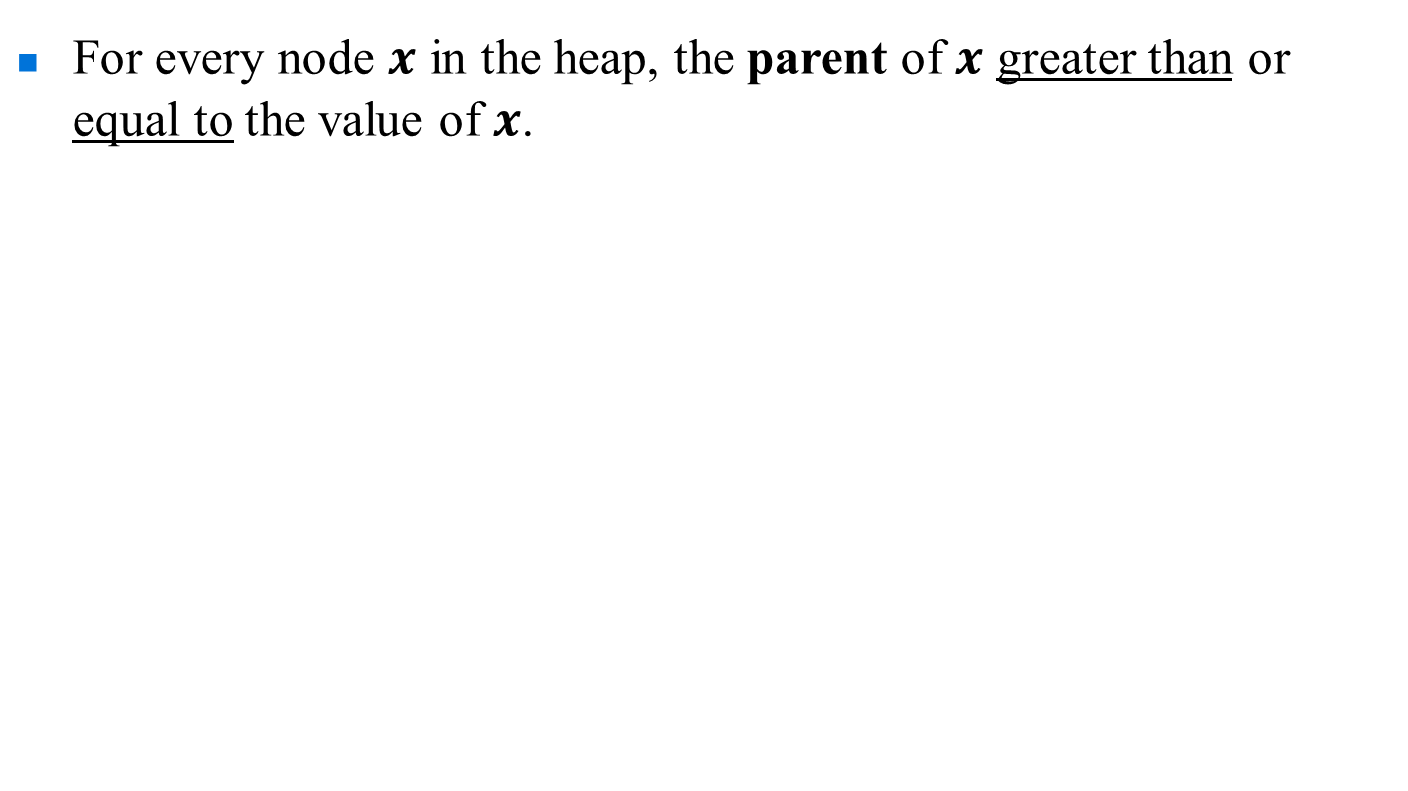 For every node x in the heap, the parent of x greater than or
equal to the value of x.